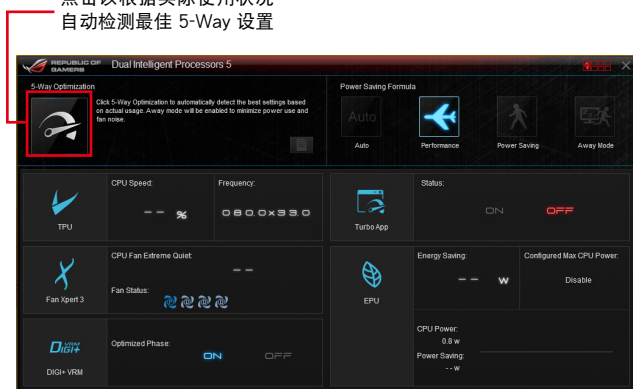 点击该根据实际使用状况
自动检测最佳 5-Way 设置
REPUBLIC OF GAMERS
Dual Intelligent Processors 5
5-Way Optimization
Click 5-Way Optimization to automatically detect the best settings based
on actual usage. Away mode will be enabled to minimize power use and
fan noise.
Power Saving Formula
Auto
Auto
Performance
Power Saving
Away Mode
TPU
CPU Speed:
-- %
Frequency:
080.0x33.0
Turbo App
Status:
ON
OFF
Fan Xpert 3
CPU Fan Extreme Quiet:
--
Fan Status:
EPU
Energy Saving:
-- W
Configured Max CPU Power:
Disable
CPU Power:
0.8 w
Power Saving:
-- w
DIGI+ VRM
DIGI+ VRM
Optimized Phase:
ON
OFF